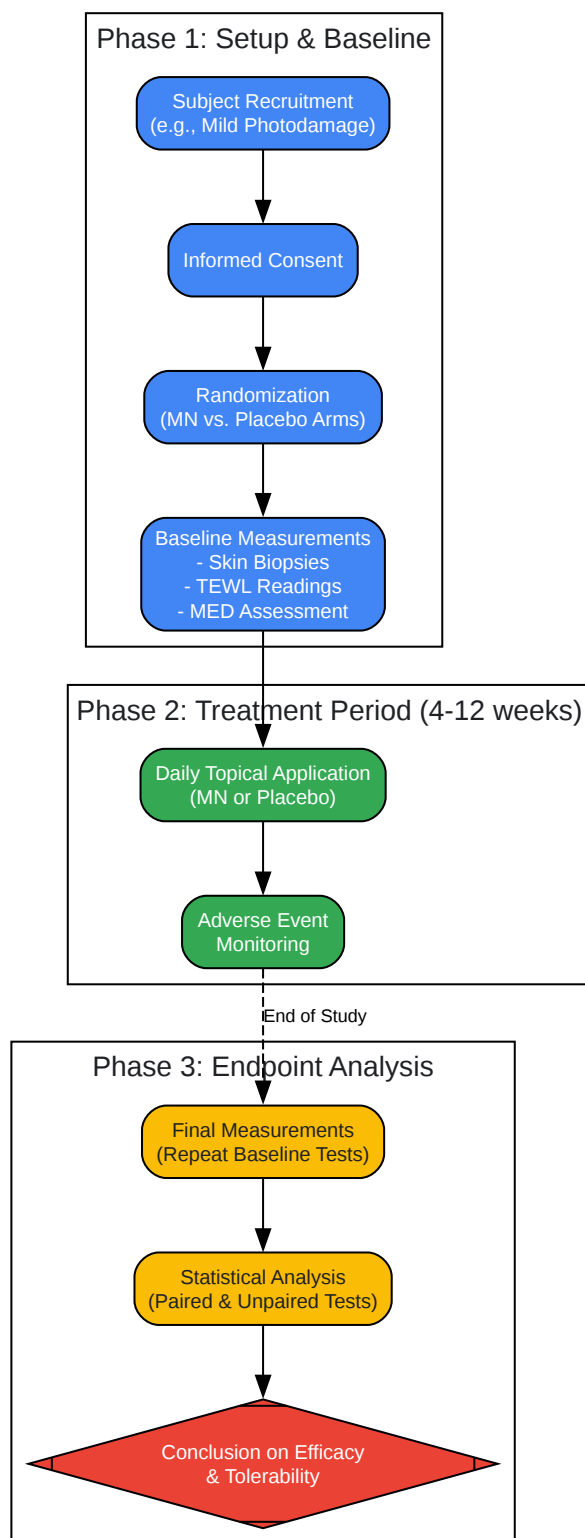 Phase 1: Setup & Baseline
Subject Recruitment
(e.g., Mild Photodamage)
Informed Consent
Randomization
(MN vs. Placebo Arms)
Baseline Measurements
- Skin Biopsies
- TEWL Readings
- MED Assessment
Phase 2: Treatment Period (4-12 weeks)
Daily Topical Application
(MN or Placebo)
Adverse Event
Monitoring
End of Study
Phase 3: Endpoint Analysis
Final Measurements
(Repeat Baseline Tests)
Statistical Analysis
(Paired & Unpaired Tests)
Conclusion on Efficacy
& Tolerability